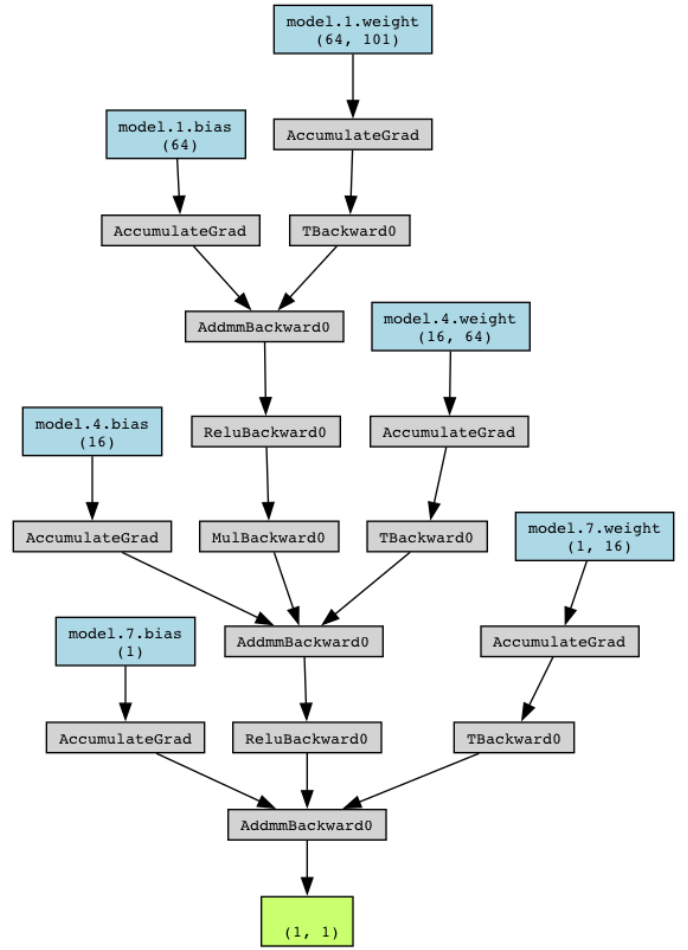 model.1.weight
(64, 101)
model.1.bias
(64)
AccumulateGrad
AccumulateGrad
TBackward0
AddmmBackward0
model.4.weight
(16, 64)
model.4.bias
(16)
ReluBackward0
AccumulateGrad
AccumulateGrad
MulBackward0
TBackward0
model.7.weight
(1, 16)
model.7.bias
(1)
AddmmBackward0
AccumulateGrad
AccumulateGrad
ReluBackward0
TBackward0
AddmmBackward0
(1, 1)